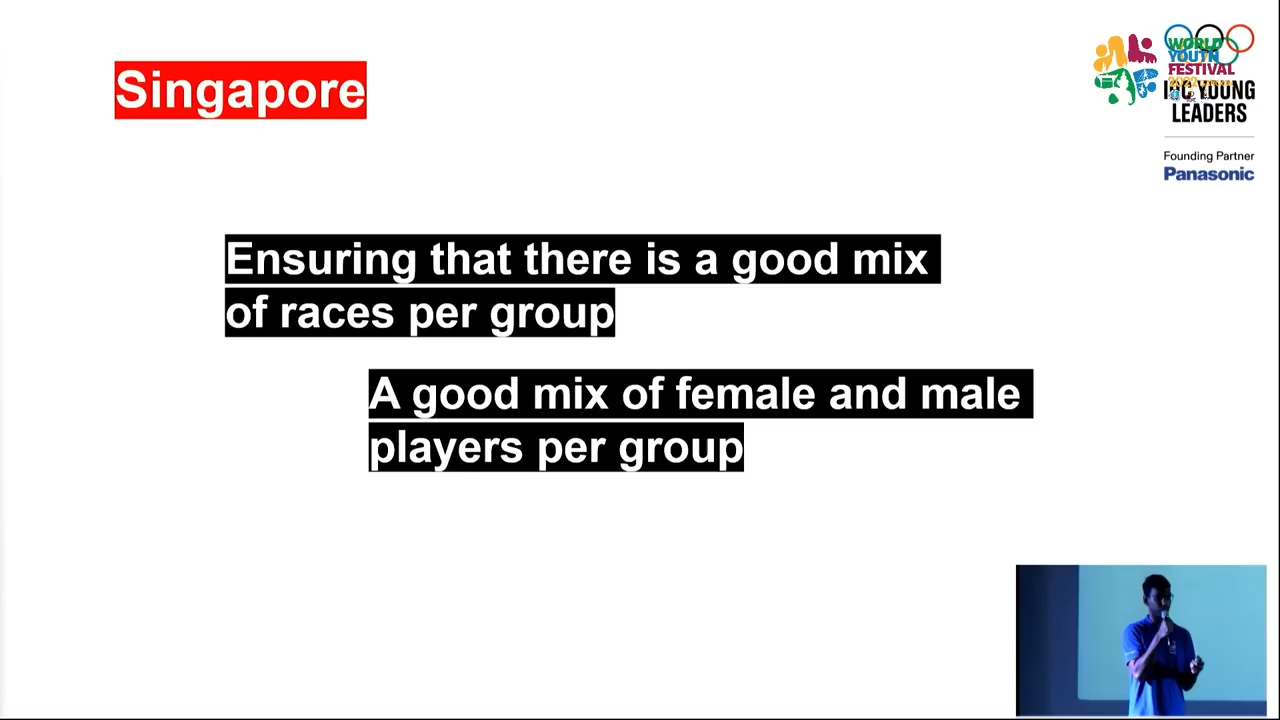 Singapore
WORLD
YOUTH
FESTIVAL
YOUNG
LEADERS
Founding Partner
Panasonic
Ensuring that there is a good mix
of races per group
A good mix of female and male
players per group